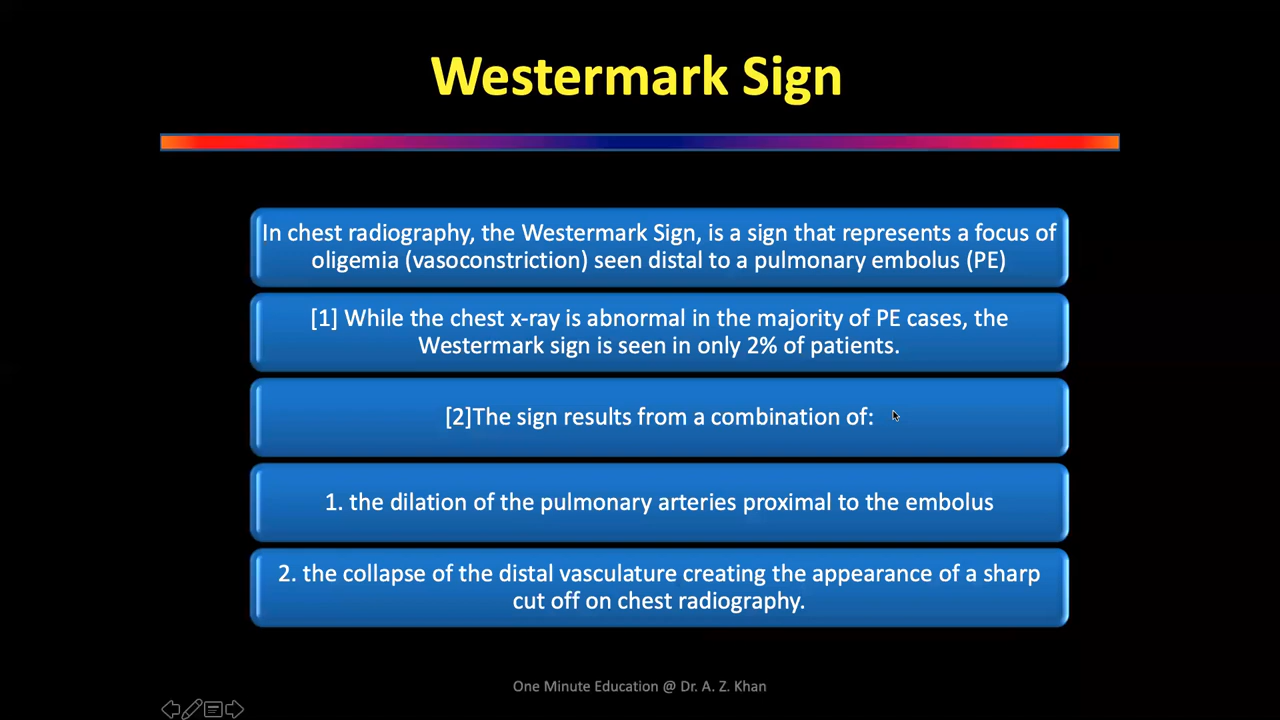 Westermark Sign
In chest radiography, the Westermark Sign, is a sign that represents a focus of
oligemia (vasoconstriction) seen distal to a pulmonary embolus (PE)
[1] While the chest x-ray is abnormal in the majority of PE cases, the
Westermark sign is seen in only 2% of patients.
[2]The sign results from a combination of:
1. the dilation of the pulmonary arteries proximal to the embolus
2. the collapse of the distal vasculature creating the appearance of a sharp
cut off on chest radiography.
One Minute Education @ Dr. A. Z. Khan